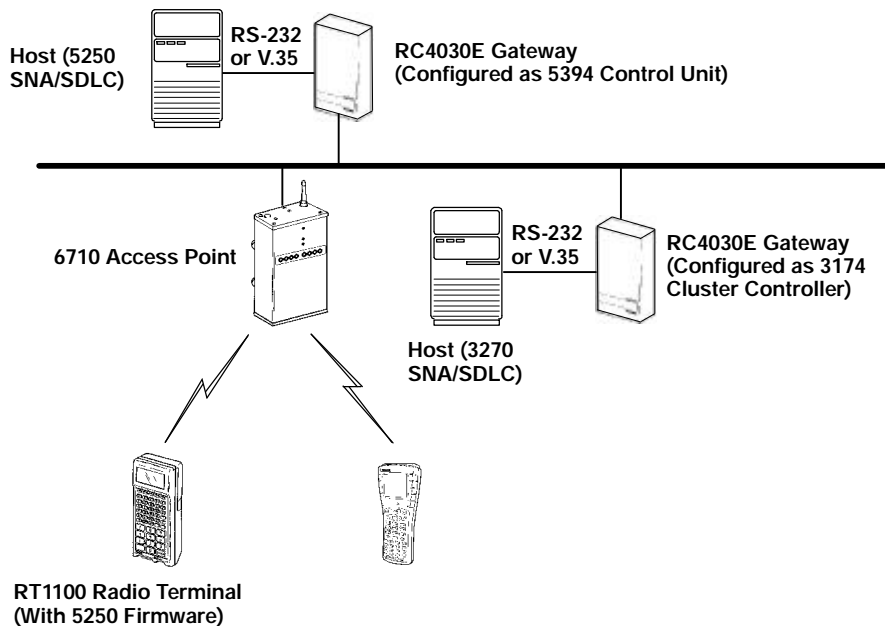 Host (5250
SNA/SDLC)
RS-232
or V.35
RC4030E Gateway
(Configured as 5394 Control Unit)
6710 Access Point
RS-232
or V.35
RC4030E Gateway
(Configured as 3174
Cluster Controller)
Host (3270
SNA/SDLC)
RT1100 Radio Terminal
(With 5250 Firmware)